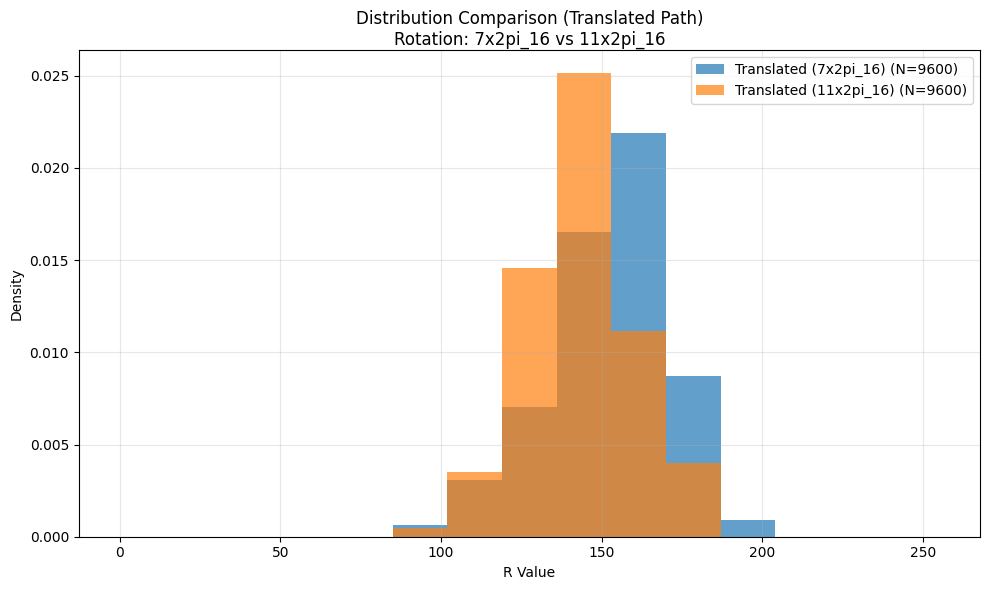 Distribution Comparison (Translated Path)
Rotation: 7x2pi_16 vs 11x2pi_16
Translated (7x2pi_16) (N=9600)
Translated (11x2pi_16) (N=9600)
0.025
0.020
0.015
0.010
0.005
0.000
Density
0 50 100 150 200 250
R Value